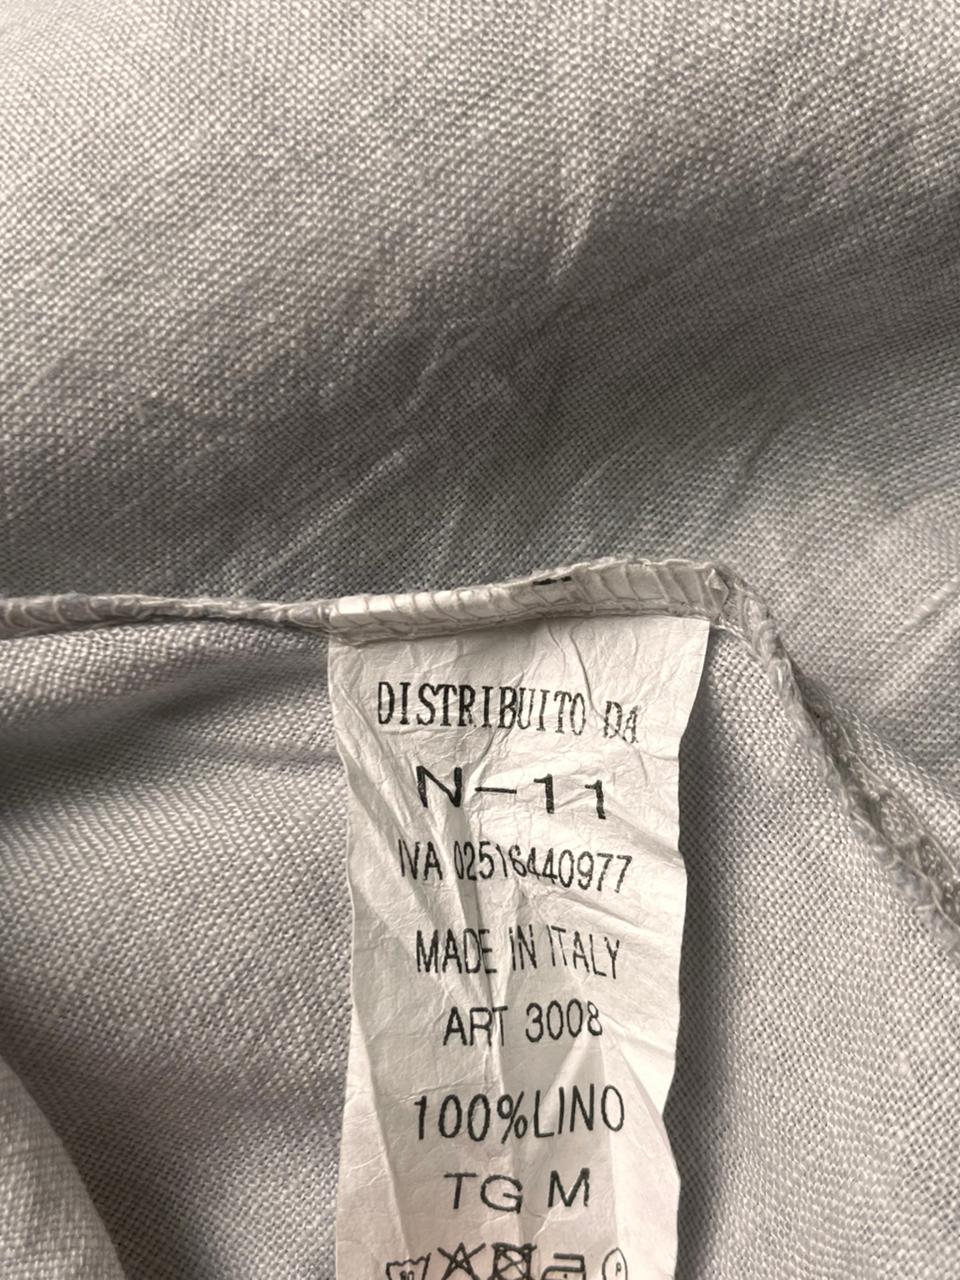 DISTRIBUITO DA
N-11
IVA 02516440977
MADE IN ITALY
ART 3008
100%LINO
TG M